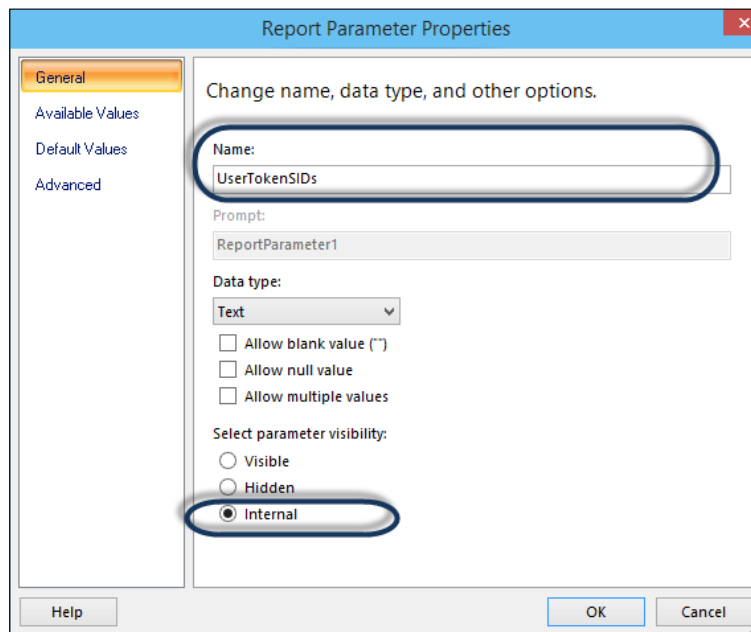 Report Parameter Properties
General
Available Values
Default Values
Advanced
Change name, data type, and other options.
Name:
UserTokenSIDs
Prompt:
ReportParameter1
Data type:
Text
Allow blank value ("")
Allow null value
Allow multiple values
Select parameter visibility:
Visible
Hidden
Internal
Help
OK
Cancel